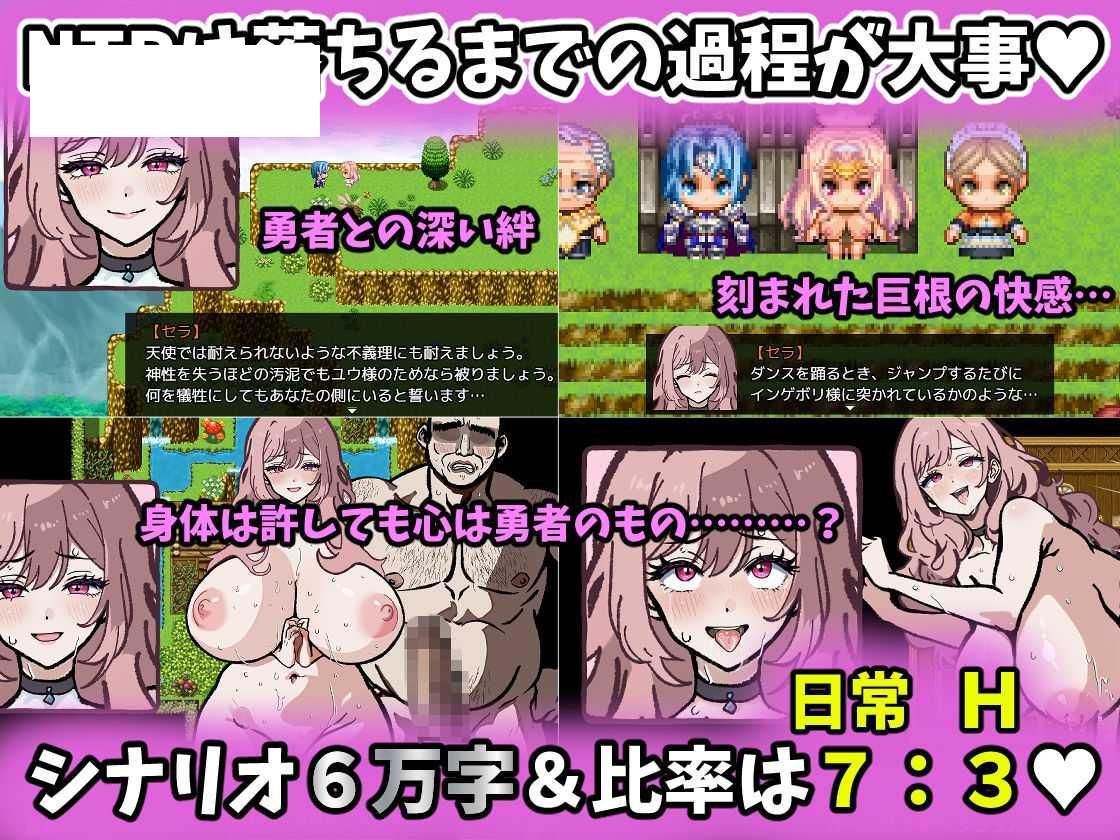 落ちるまでの過程が大事♥
勇者との深い絆
【セラ】
天使では耐えられないような不義理にも耐えましょう。
神性を失うほどの汚泥でもユウ様のためなら被りましょう。
何を犠牲にしてもあなたの側にいると誓います…
刻まれた巨根の快感…
【セラ】
ダンスを踊るとき、ジャンプするたびに
インゲボリ様に突かれているかのような…
身体は許しても心は勇者のもの………？
日常 H
シナリオ６万字＆比率は７：３♥